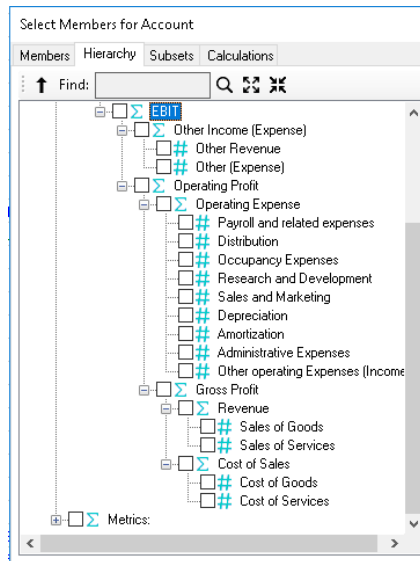 Select Members for Account
Members Hierarchy Subsets Calculations
Find:
Σ EBIT
Σ Other Income (Expense)
# Other Revenue
# Other (Expense)
Σ Operating Profit
Σ Operating Expense
# Payroll and related expenses
# Distribution
# Occupancy Expenses
# Research and Development
# Sales and Marketing
# Depreciation
# Amortization
# Administrative Expenses
# Other operating Expenses (Income
Σ Gross Profit
Σ Revenue
# Sales of Goods
# Sales of Services
Σ Cost of Sales
# Cost of Goods
# Cost of Services
Σ Metrics: